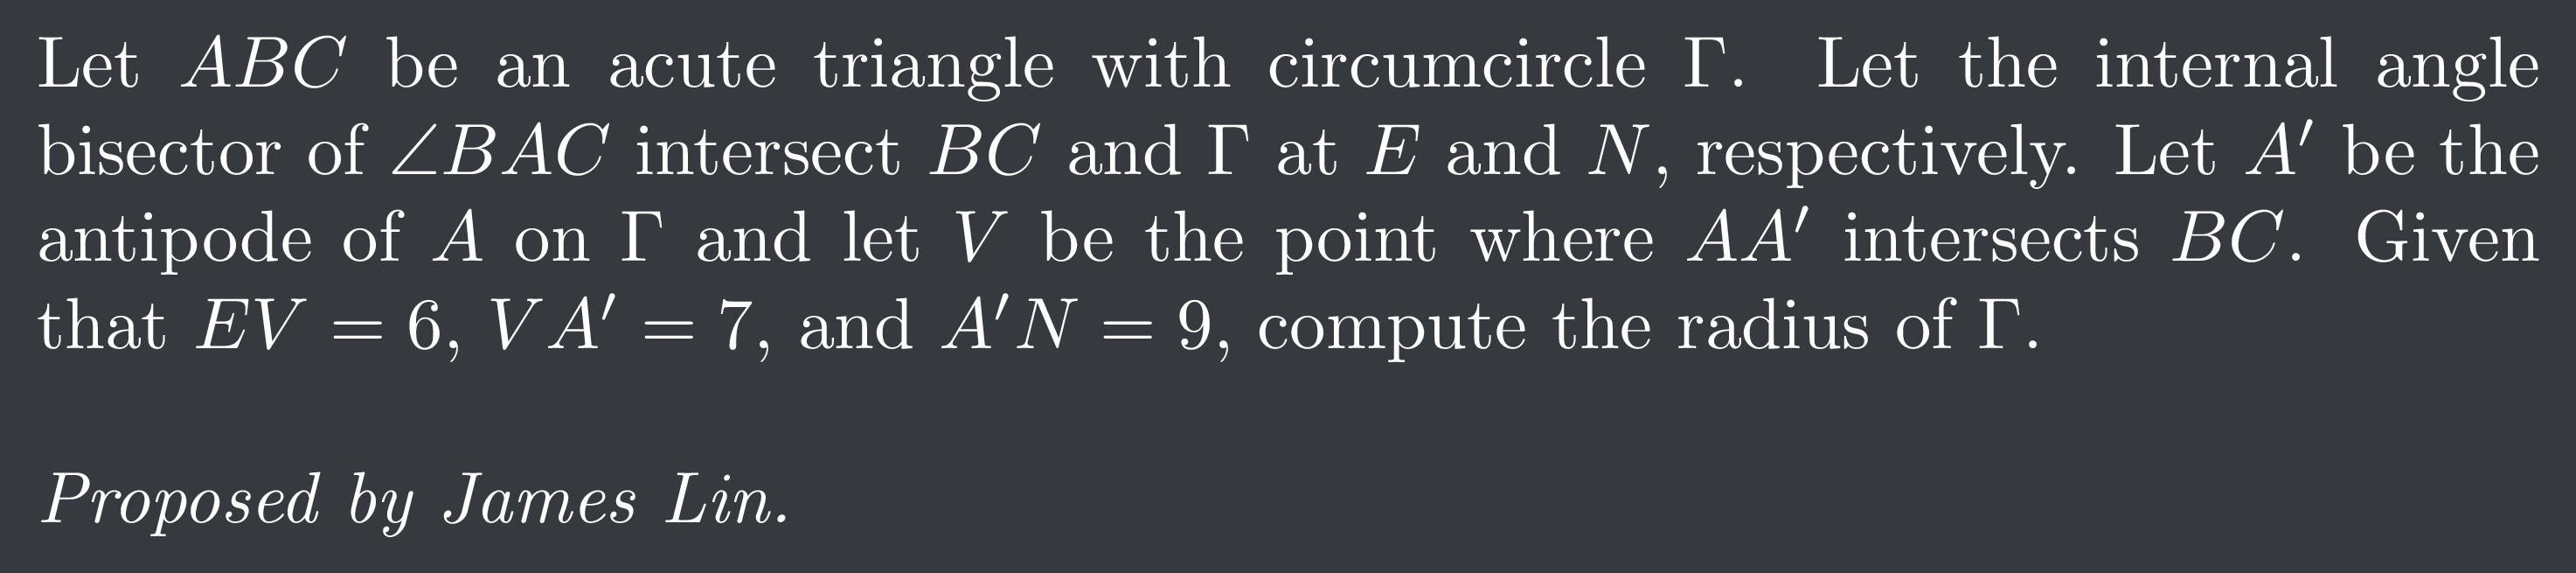 Let ABC be an acute triangle with circumcircle Γ. Let the internal angle
bisector of ∠BAC intersect BC and Γ at E and N, respectively. Let A′ be the
antipode of A on Γ and let V be the point where AA′ intersects BC. Given
that EV = 6, VA′ = 7, and A′N = 9, compute the radius of Γ.
Proposed by James Lin.